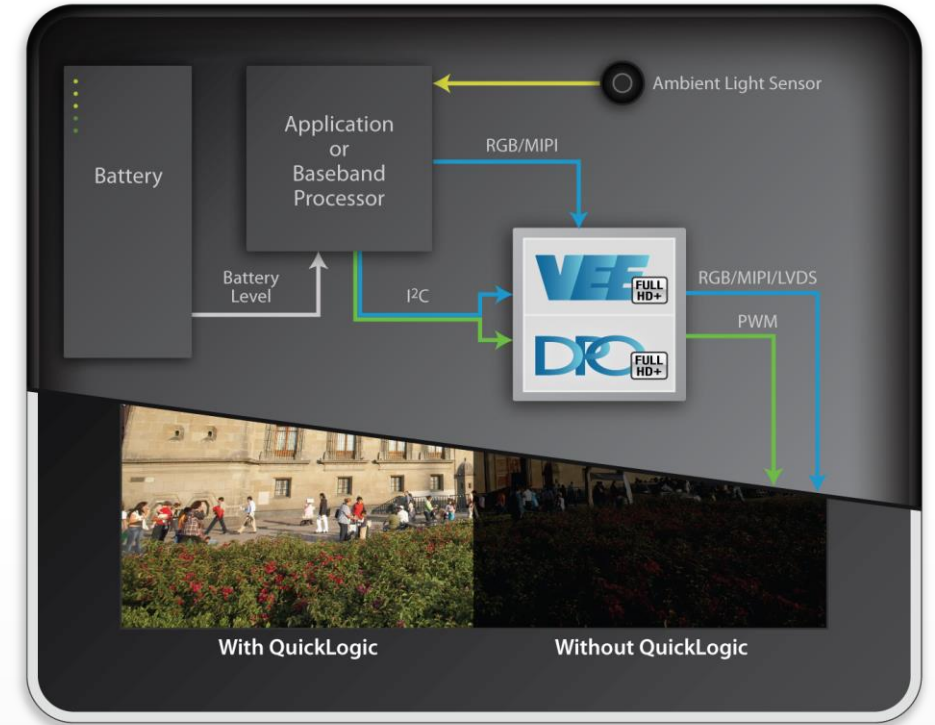 Ambient Light Sensor
Application
or
Baseband
Processor
RGB/MIPI
Battery
Battery
Level
I²C
VEE
FULL
HD+
RGB/MIPI/LVDS
PWM
DPO
FULL
HD+
With QuickLogic
Without QuickLogic